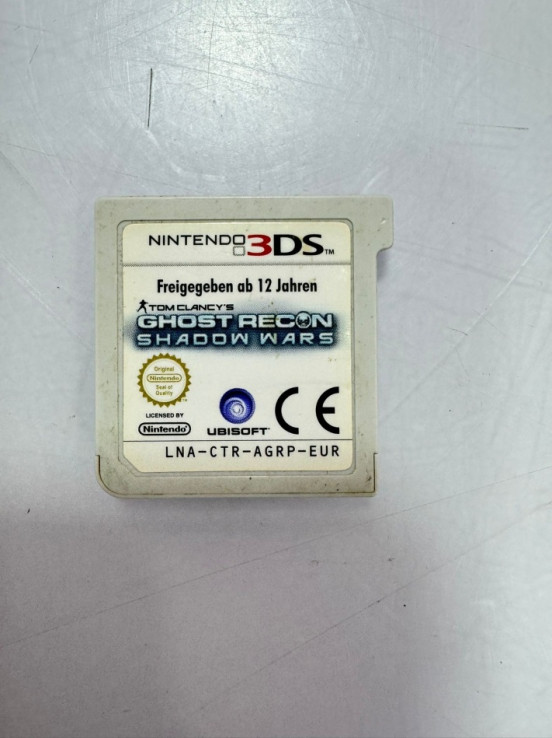 NINTENDO 3DS™
Freigegeben ab 12 Jahren
TOM CLANCY'S
GHOST RECON
SHADOW WARS
Original
Nintendo
Seal of
Quality
LICENSED BY
Nintendo®
UBISOFT™
CE
LNA-CTR-AGRP-EUR